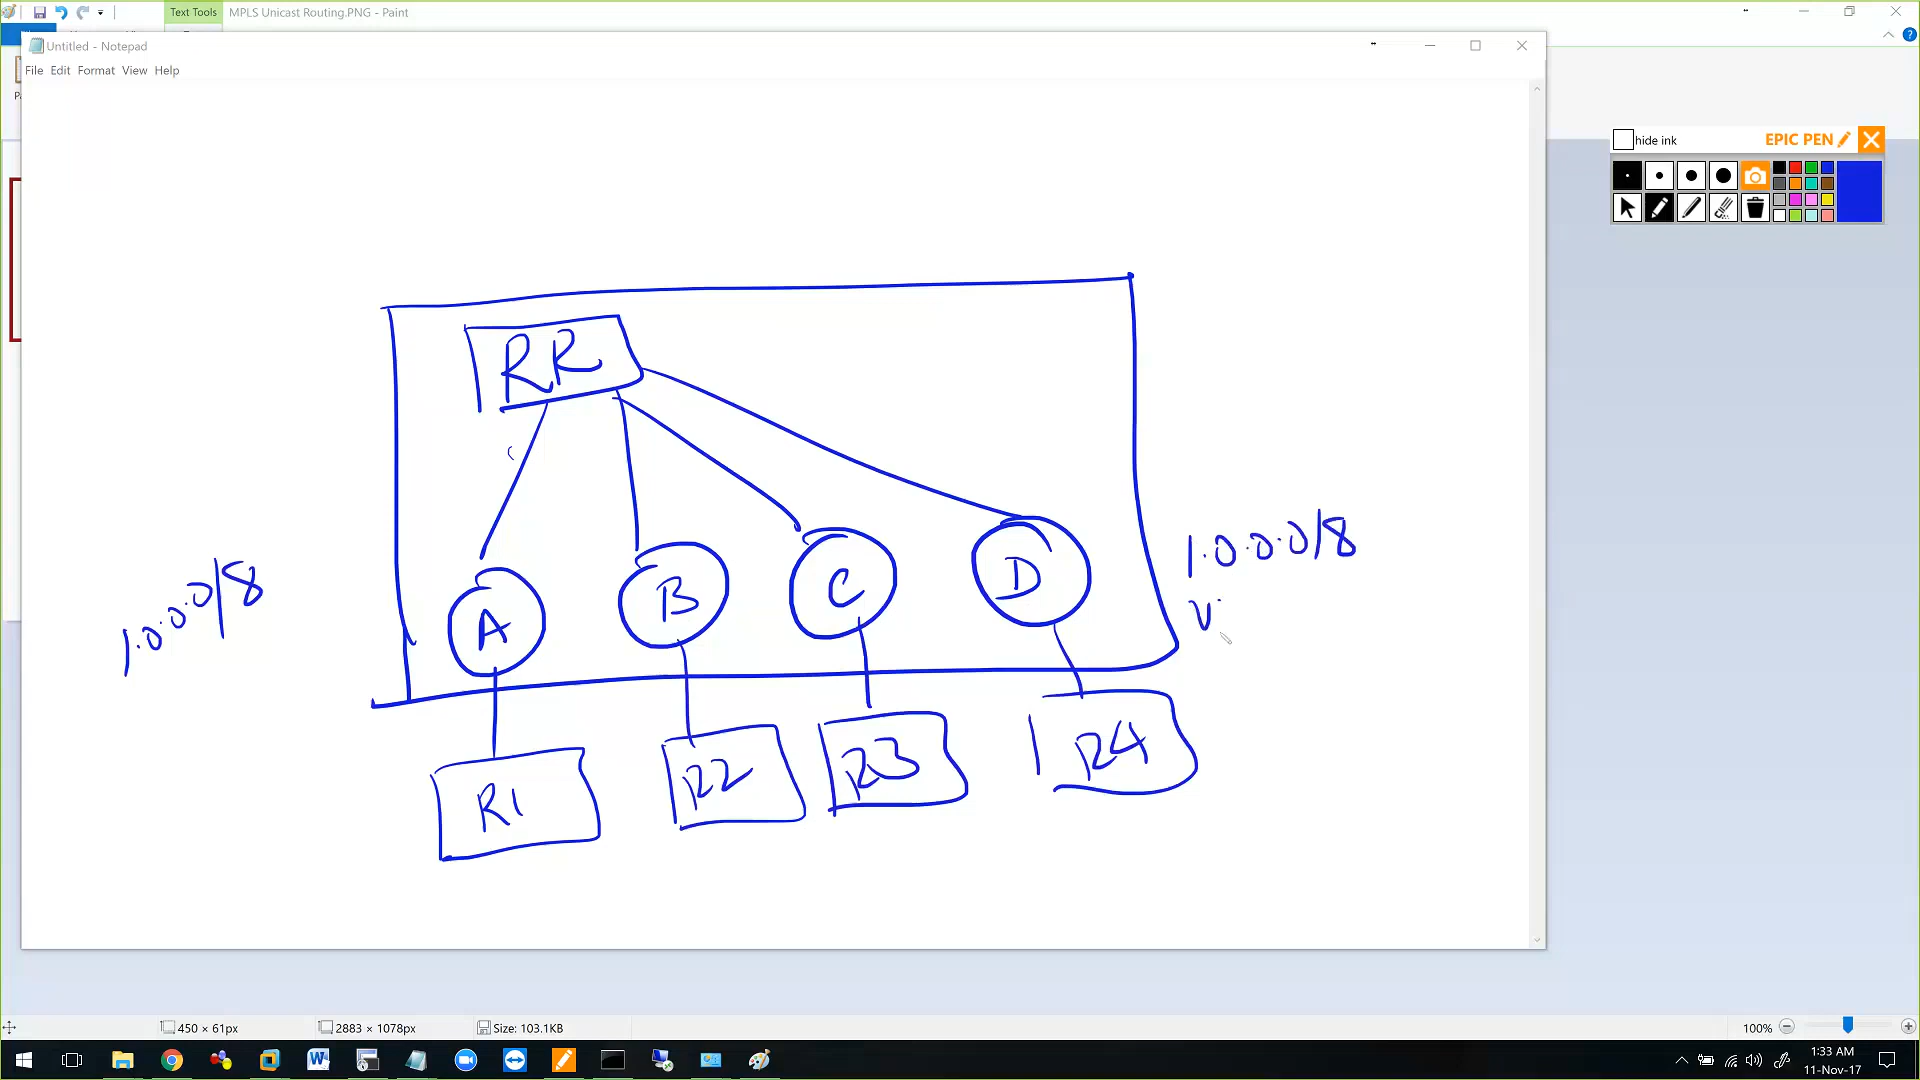 Text Tools
MPLS Unicast Routing.PNG - Paint
Untitled - Notepad
File Edit Format View Help
hide ink
EPIC PEN
RR
1.0.0.0/8
1.0.0.0/8
V
A
B
C
D
R1
R2
R3
R4
450 × 61px
2883 × 1078px
Size: 103.1KB
100%
1:33 AM
11-Nov-17